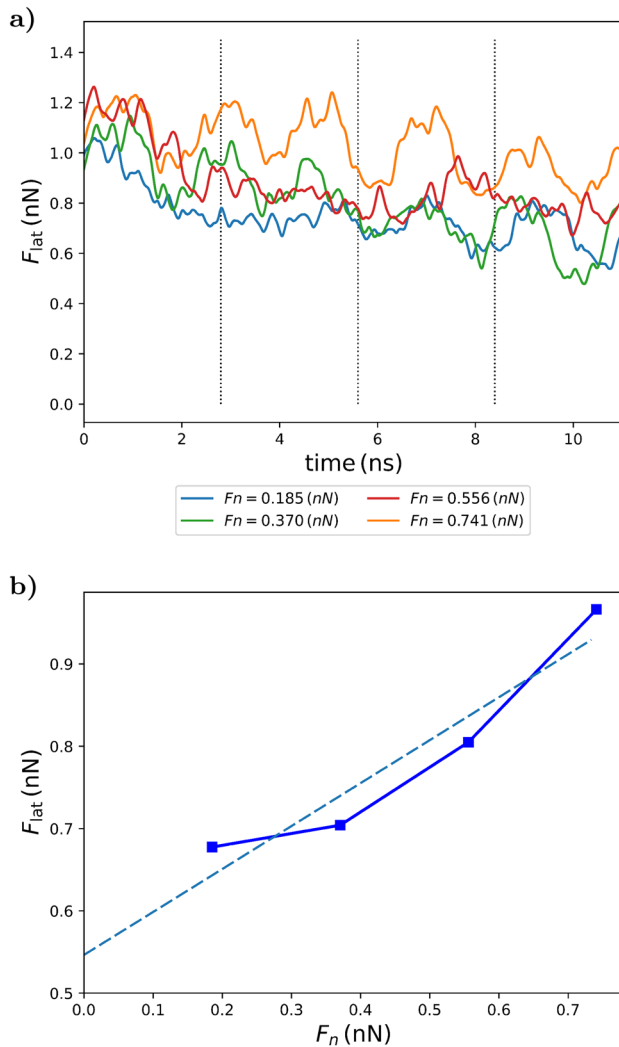 a)
1.4
1.2
1.0
0.8
0.6
0.4
0.2
0.0
F_lat (nN)
0 2 4 6 8 10
time (ns)
Fn = 0.185 (nN) Fn = 0.556 (nN)
Fn = 0.370 (nN) Fn = 0.741 (nN)
b)
0.9
0.8
0.7
0.6
0.5
F_lat (nN)
0.0 0.1 0.2 0.3 0.4 0.5 0.6 0.7
F_n (nN)